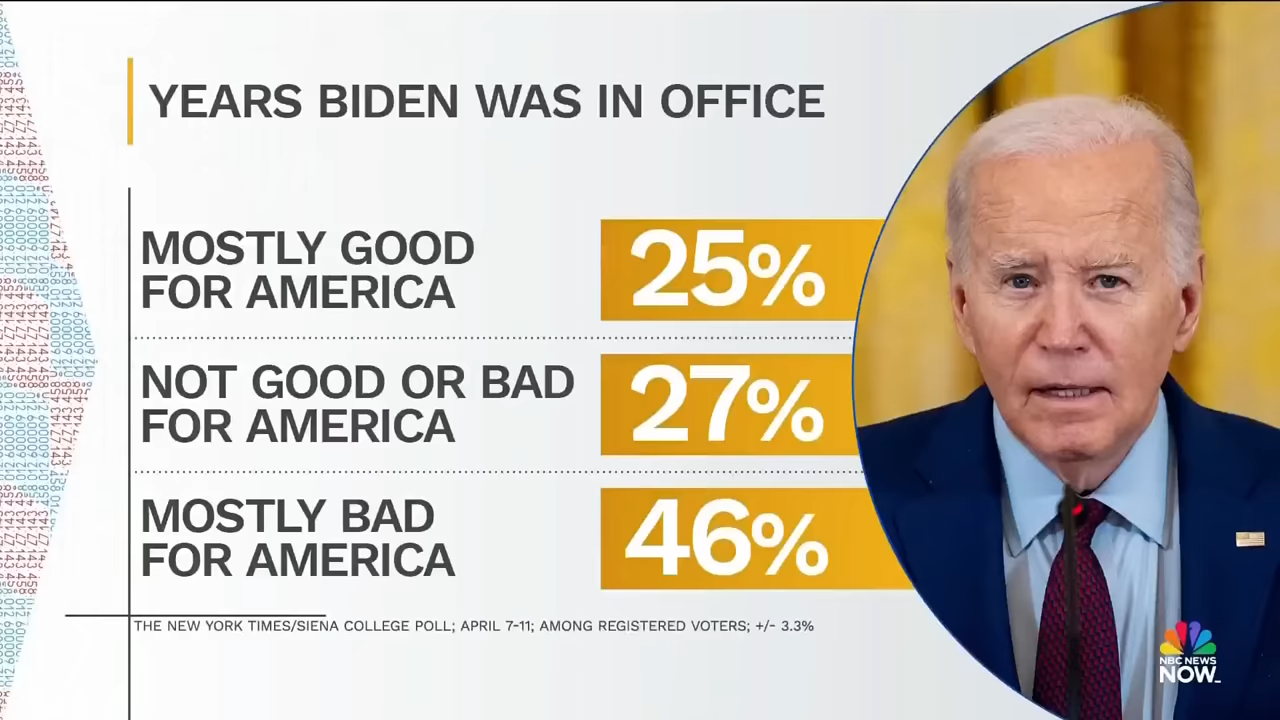 YEARS BIDEN WAS IN OFFICE
MOSTLY GOOD
FOR AMERICA
25%
NOT GOOD OR BAD
FOR AMERICA
27%
MOSTLY BAD
FOR AMERICA
46%
THE NEW YORK TIMES/SIENA COLLEGE POLL; APRIL 7-11; AMONG REGISTERED VOTERS; +/- 3.3%
NBC NEWS
NOW_